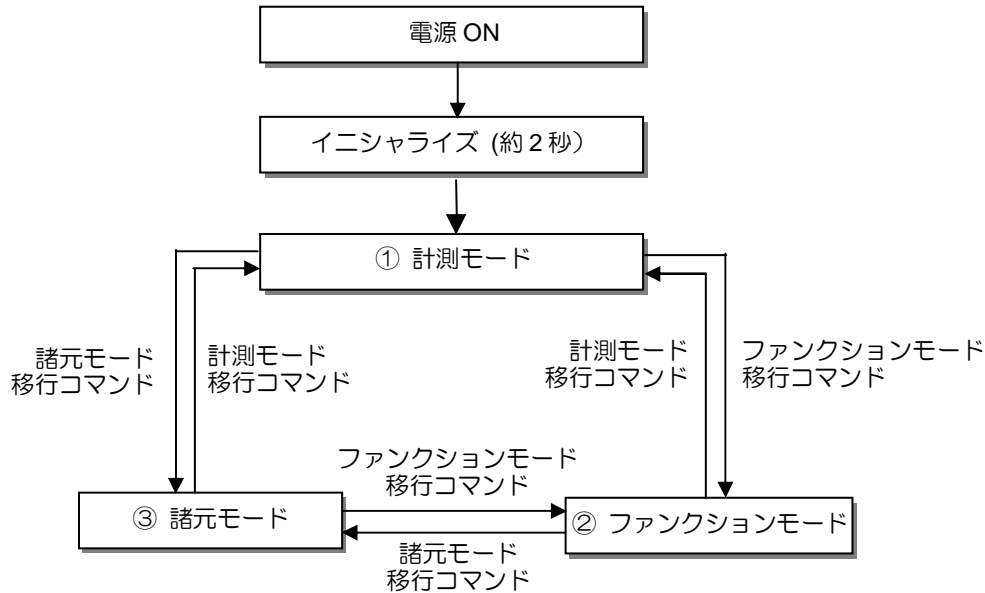 電源 ON
イニシャライズ (約2秒）
① 計測モード
諸元モード
移行コマンド
計測モード
移行コマンド
計測モード
移行コマンド
ファンクションモード
移行コマンド
ファンクションモード
移行コマンド
③ 諸元モード
② ファンクションモード
諸元モード
移行コマンド